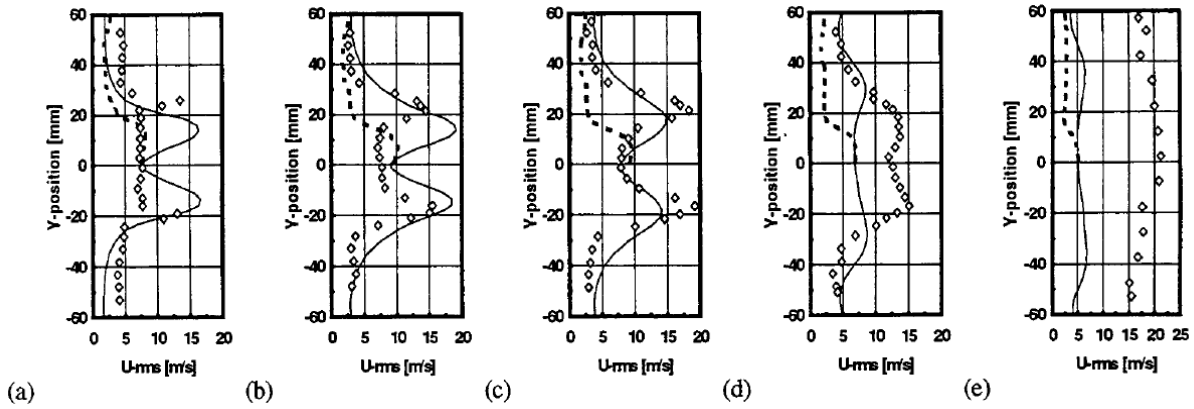 60 60 60 60 60
40 40 40 40 40
20 20 20 20 20
0 0 0 0 0
-20 -20 -20 -20 -20
-40 -40 -40 -40 -40
-60 -60 -60 -60 -60
Y-position [mm] Y-position [mm] Y-position [mm] Y-position [mm] Y-position [mm]
0 5 10 15 20 0 5 10 15 20 0 5 10 15 20 0 5 10 15 20 0 5 10 15 20 25
U-rms [m/s] U-rms [m/s] U-rms [m/s] U-rms [m/s] U-rms [m/s]
(a) (b) (c) (d) (e)